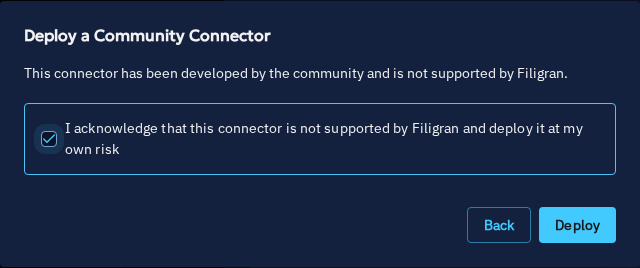 Deploy a Community Connector
This connector has been developed by the community and is not supported by Filigran.
I acknowledge that this connector is not supported by Filigran and deploy it at my
own risk
Back
Deploy